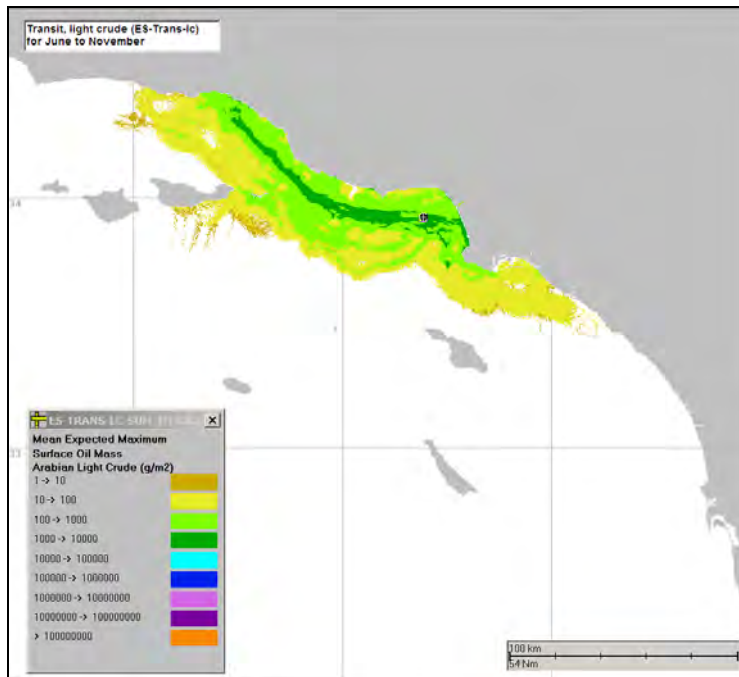 Transit, light crude (ES-Trans-lc)
for June to November
34
33
Mean Expected Maximum
Surface Oil Mass
Arabian Light Crude (g/m2)
1 -> 10
10 -> 100
100 -> 1000
1000 -> 10000
10000 -> 100000
100000 -> 1000000
1000000 -> 10000000
10000000 -> 100000000
> 100000000
100 km
54 Nm